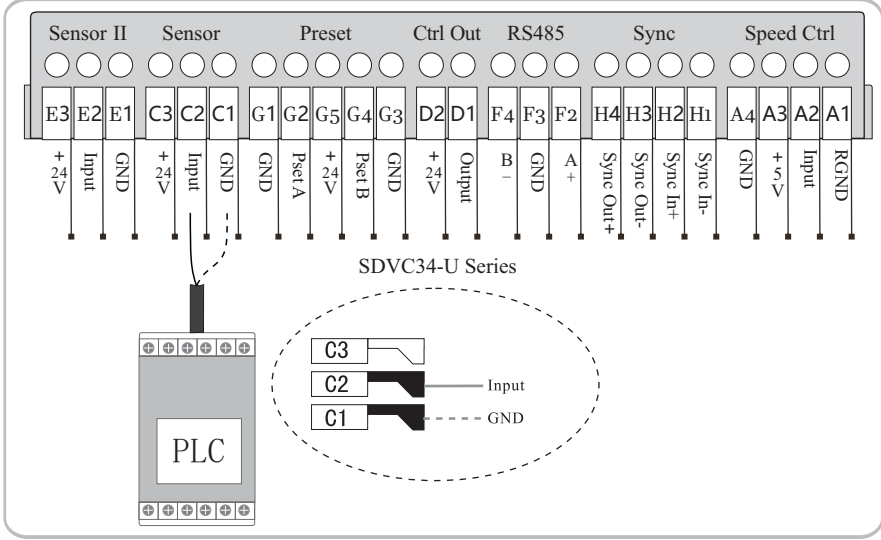 Sensor II Sensor Preset Ctrl Out RS485 Sync Speed Ctrl
E3 E2 E1 C3 C2 C1 G1 G2 G5 G4 G3 D2 D1 F4 F3 F2 H4 H3 H2 H1 A4 A3 A2 A1
+24V Input GND +24V Input GND GND Pset A +24V Pset B GND +24V Output B- GND A+ Sync Out+ Sync Out- Sync In+ Sync In- GND +5V Input RGND
SDVC34-U Series
C3
C2 Input
C1 GND
PLC